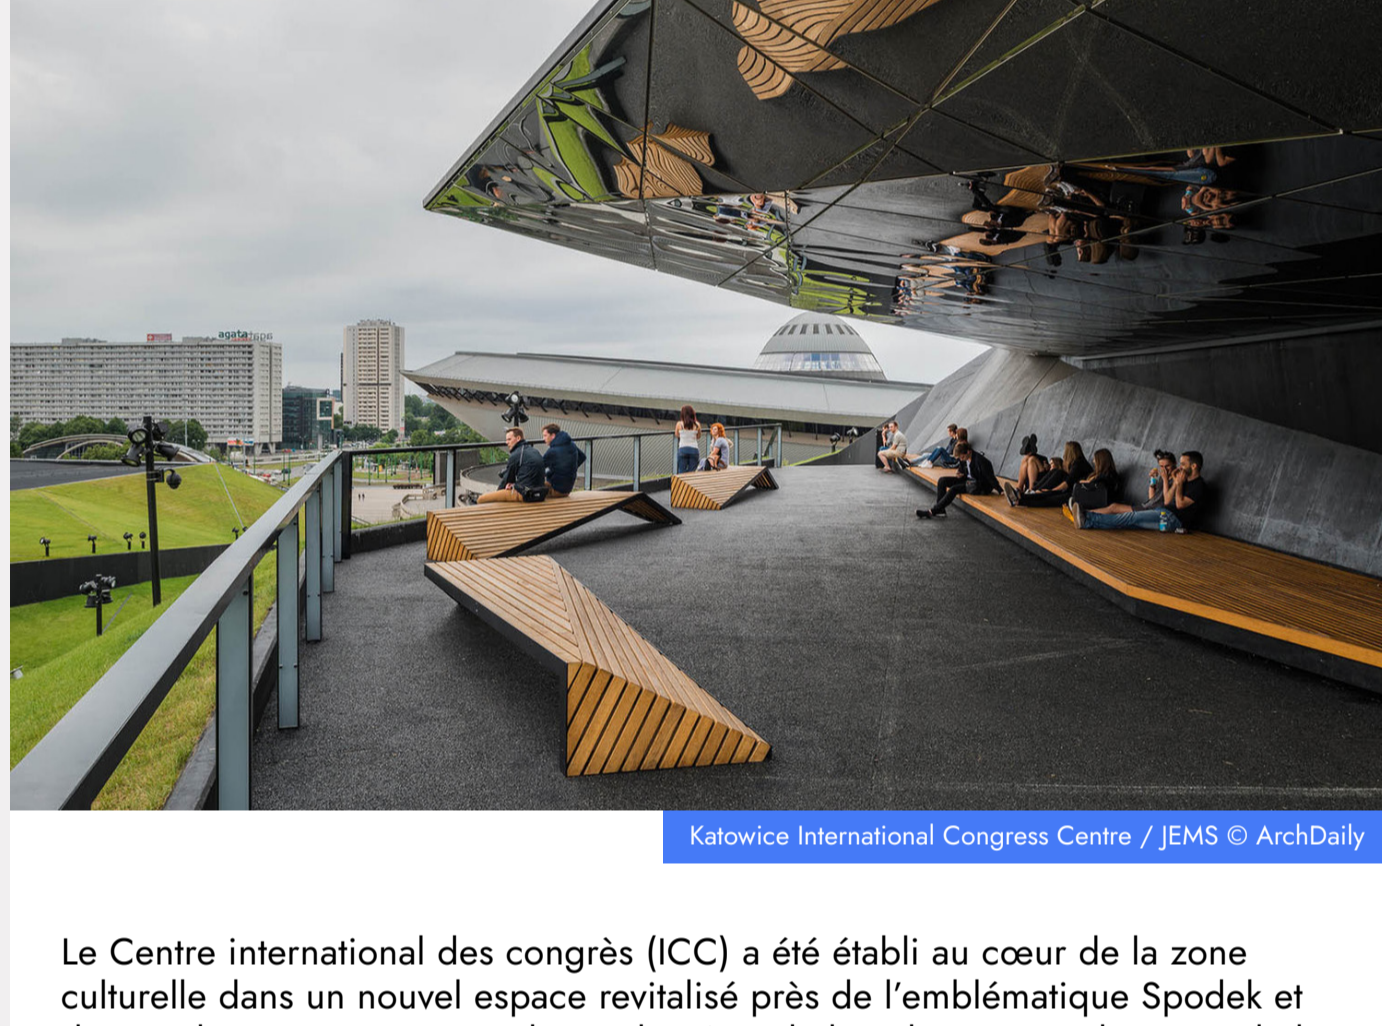 agata
Katowice International Congress Centre / JEMS © ArchDaily
Le Centre international des congrès (ICC) a été établi au cœur de la zone
culturelle dans un nouvel espace revitalisé près de l’emblématique Spodek et